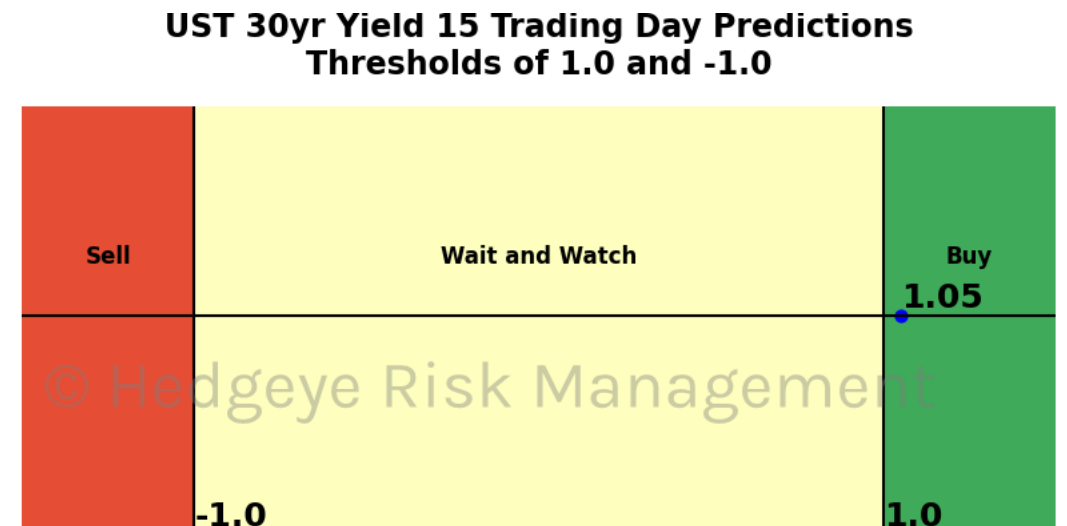 UST 30yr Yield 15 Trading Day Predictions
Thresholds of 1.0 and -1.0
Sell
Wait and Watch
Buy
1.05
© Hedgeye Risk Management
-1.0
1.0